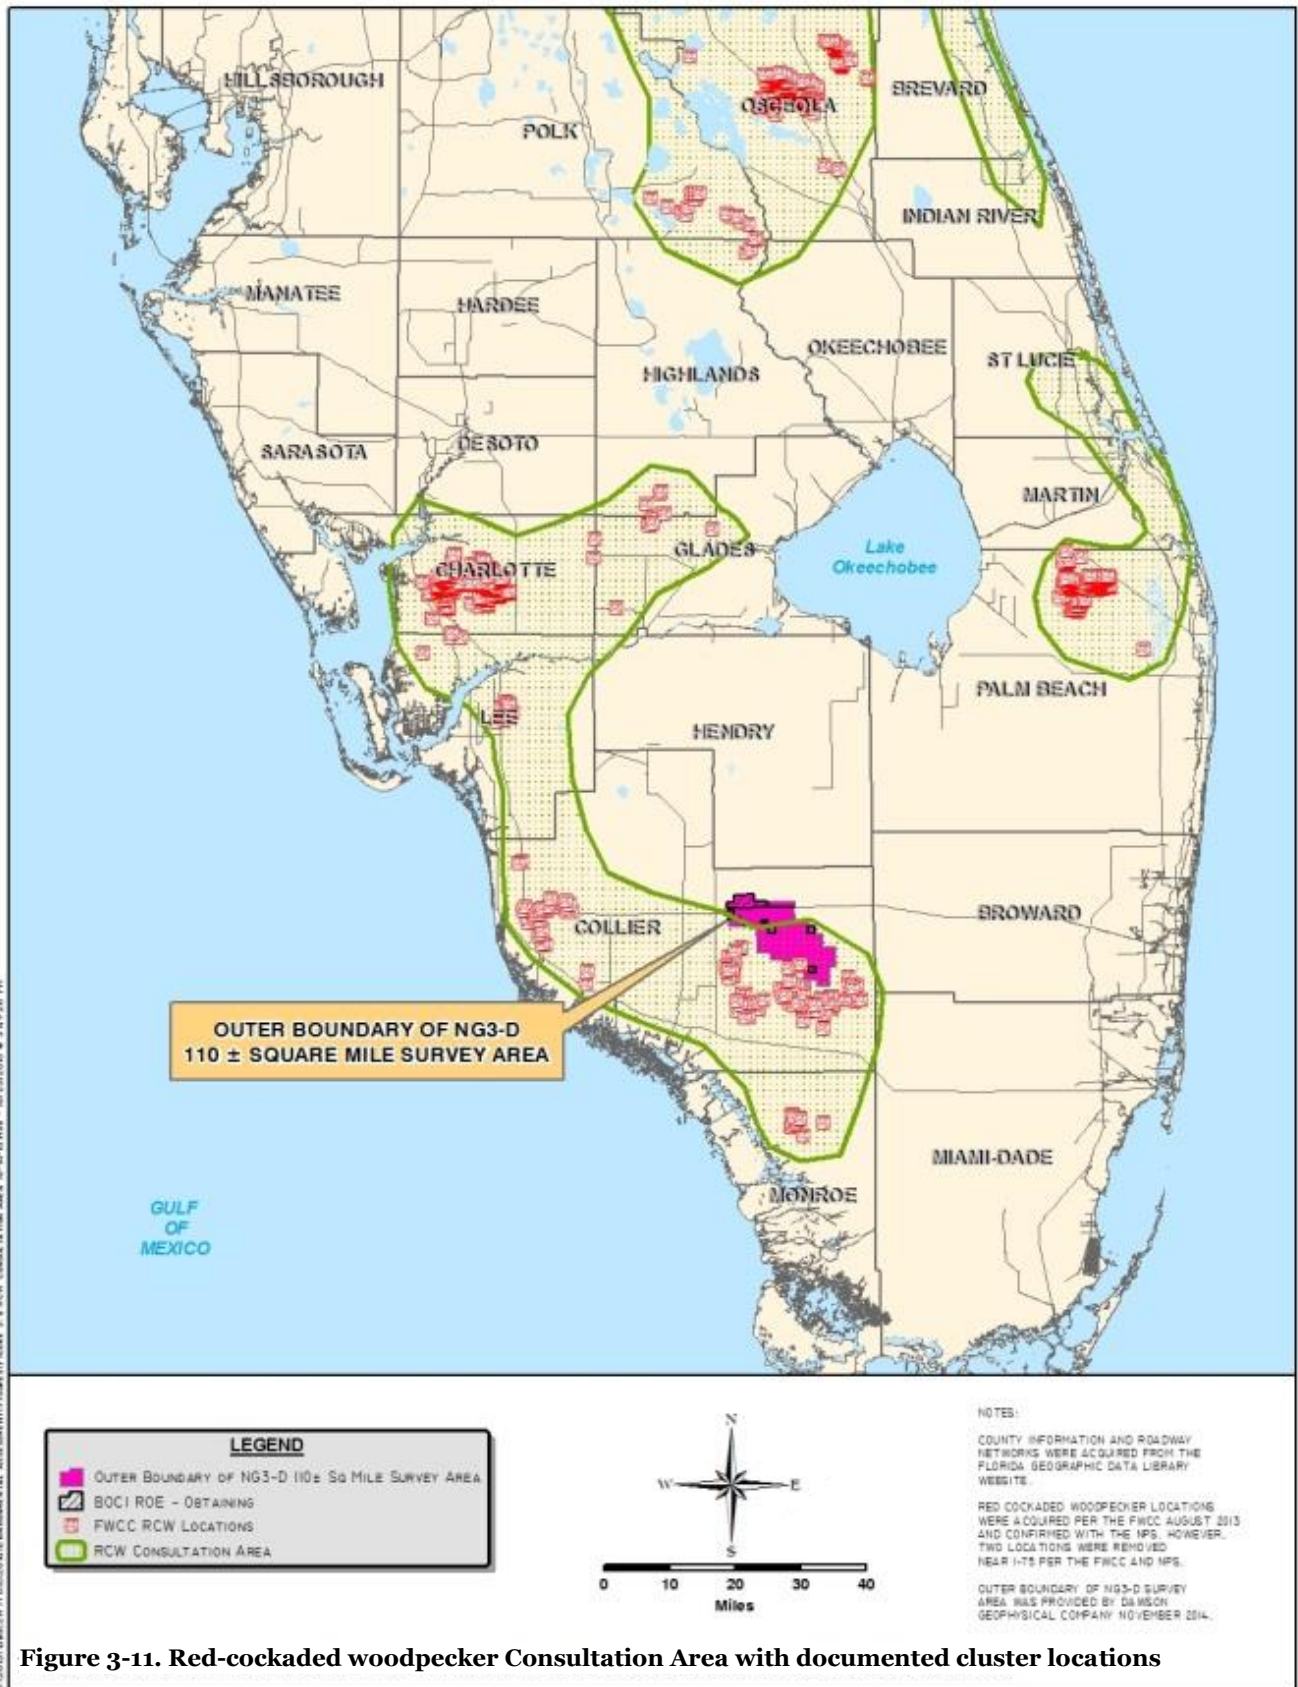 HILLSBOROUGH
POLK
OSCEOLA
BREVARD
INDIAN RIVER
MANATEE
HARDEE
OKEECHOBEE
ST LUCIE
HIGHLANDS
SARASOTA
DESOTO
MARTIN
GLADES
Lake
Okeechobee
CHARLOTTE
PALM BEACH
LEE
HENDRY
BROWARD
COLLIER
OUTER BOUNDARY OF NG3-D
110 ± SQUARE MILE SURVEY AREA
MIAMI-DADE
MONROE
GULF
OF
MEXICO
LEGEND
OUTER BOUNDARY OF NG3-D 110± SQ MILE SURVEY AREA
BOCI ROE - OBTAINING
FWCC RCW LOCATIONS
RCW CONSULTATION AREA
N
W
E
S
0 10 20 30 40
Miles
NOTES:
COUNTY INFORMATION AND ROADWAY
NETWORKS WERE ACQUIRED FROM THE
FLORIDA GEOGRAPHIC DATA LIBRARY
WEBSITE.
RED COCKADED WOODPECKER LOCATIONS
WERE ACQUIRED PER THE FWCC AUGUST 2013
AND CONFIRMED WITH THE NPS. HOWEVER,
TWO LOCATIONS WERE REMOVED
NEAR I-75 PER THE FWCC AND NPS.
OUTER BOUNDARY OF NG3-D SURVEY
AREA WAS PROVIDED BY DAWSON
GEOPHYSICAL COMPANY NOVEMBER 2014.
Figure 3-11. Red-cockaded woodpecker Consultation Area with documented cluster locations